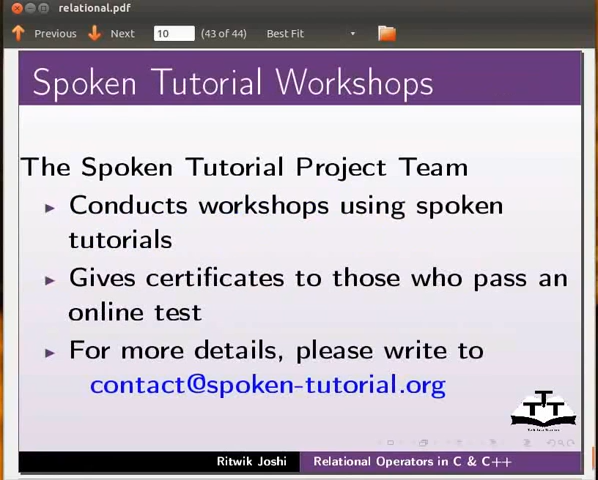 relational.pdf
Previous Next 10 (43 of 44) Best Fit
Spoken Tutorial Workshops
The Spoken Tutorial Project Team
Conducts workshops using spoken
tutorials
Gives certificates to those who pass an
online test
For more details, please write to
contact@spoken-tutorial.org
Ritwik Joshi Relational Operators in C & C++